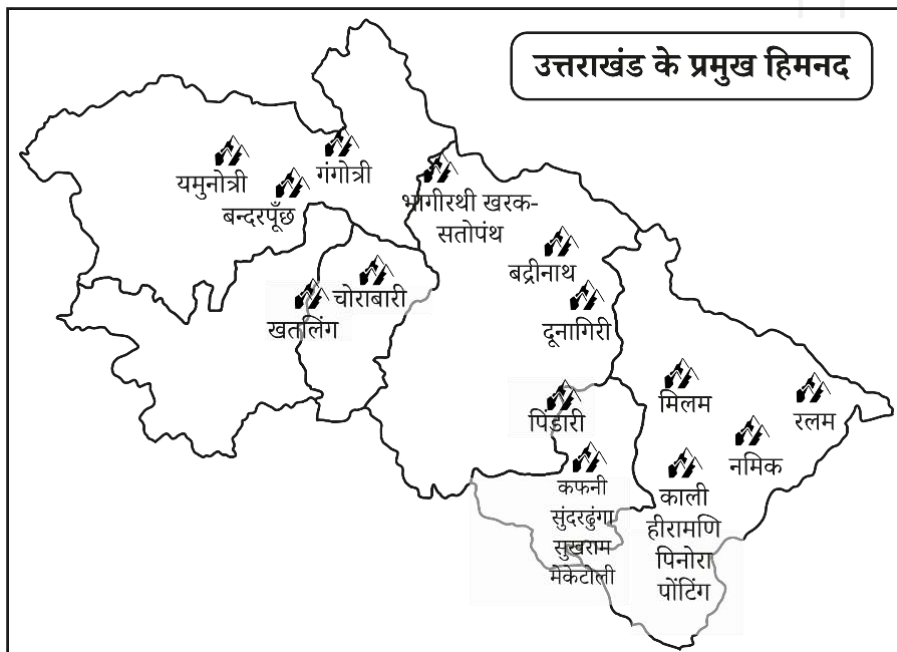 उत्तराखंड के प्रमुख हिमनद
गंगोत्री
यमुनोत्री
बन्दरपूँछ
भागीरथी खरक-
सतोपंथ
बद्रीनाथ
चोराबारी
खतलिंग
दूनागिरी
मिलम
रलम
पिंडारी
नमिक
कफनी
सुंदरढुंगा
सुखराम
मेकेटोली
काली
हीरामणि
पिनोरा
पोंटिंग